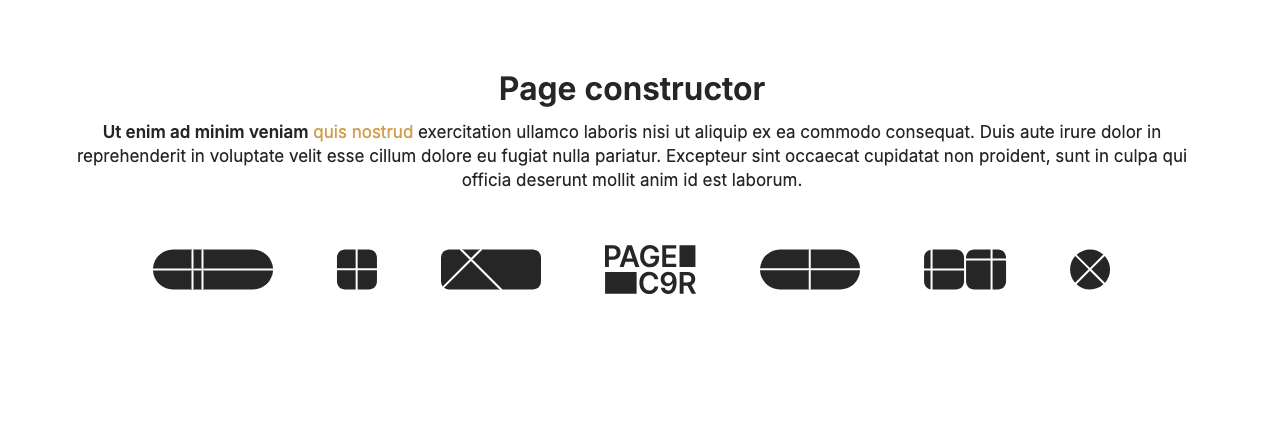 Page constructor
Ut enim ad minim veniam quis nostrud exercitation ullamco laboris nisi ut aliquip ex ea commodo consequat. Duis aute irure dolor in
reprehenderit in voluptate velit esse cillum dolore eu fugiat nulla pariatur. Excepteur sint occaecat cupidatat non proident, sunt in culpa qui
officia deserunt mollit anim id est laborum.
PAGE
C9R